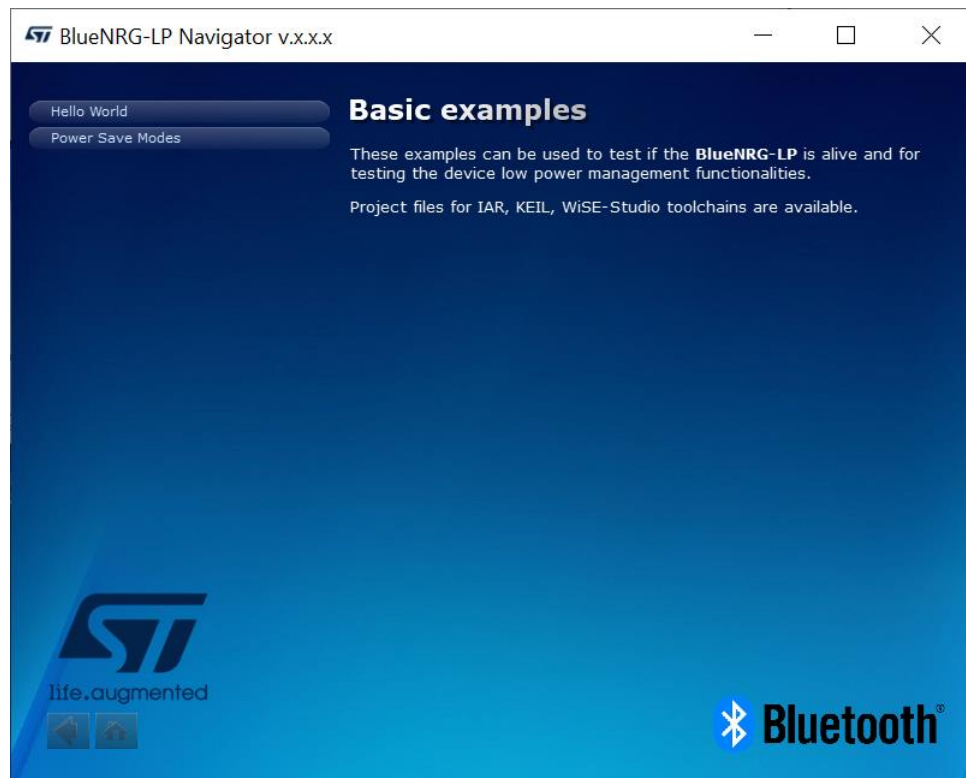 BlueNRG-LP Navigator v.x.x.x
Hello World
Power Save Modes
Basic examples
These examples can be used to test if the BlueNRG-LP is alive and for
testing the device low power management functionalities.
Project files for IAR, KEIL, WiSE-Studio toolchains are available.
ST
life.augmented
Bluetooth®